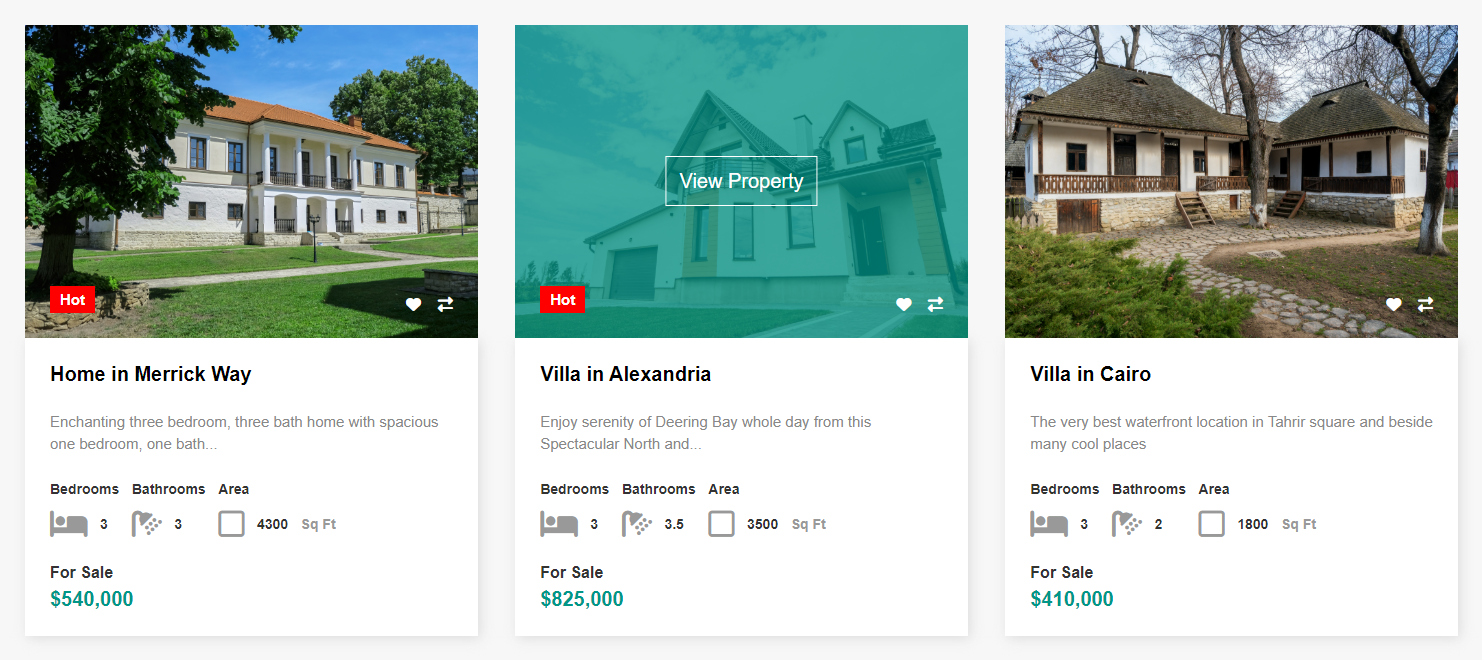 Hot
Home in Merrick Way
Enchanting three bedroom, three bath home with spacious
one bedroom, one bath...
Bedrooms Bathrooms Area
3 3 4300 Sq Ft
For Sale
$540,000
View Property
Hot
Villa in Alexandria
Enjoy serenity of Deering Bay whole day from this
Spectacular North and...
Bedrooms Bathrooms Area
3 3.5 3500 Sq Ft
For Sale
$825,000
Villa in Cairo
The very best waterfront location in Tahrir square and beside
many cool places
Bedrooms Bathrooms Area
3 2 1800 Sq Ft
For Sale
$410,000